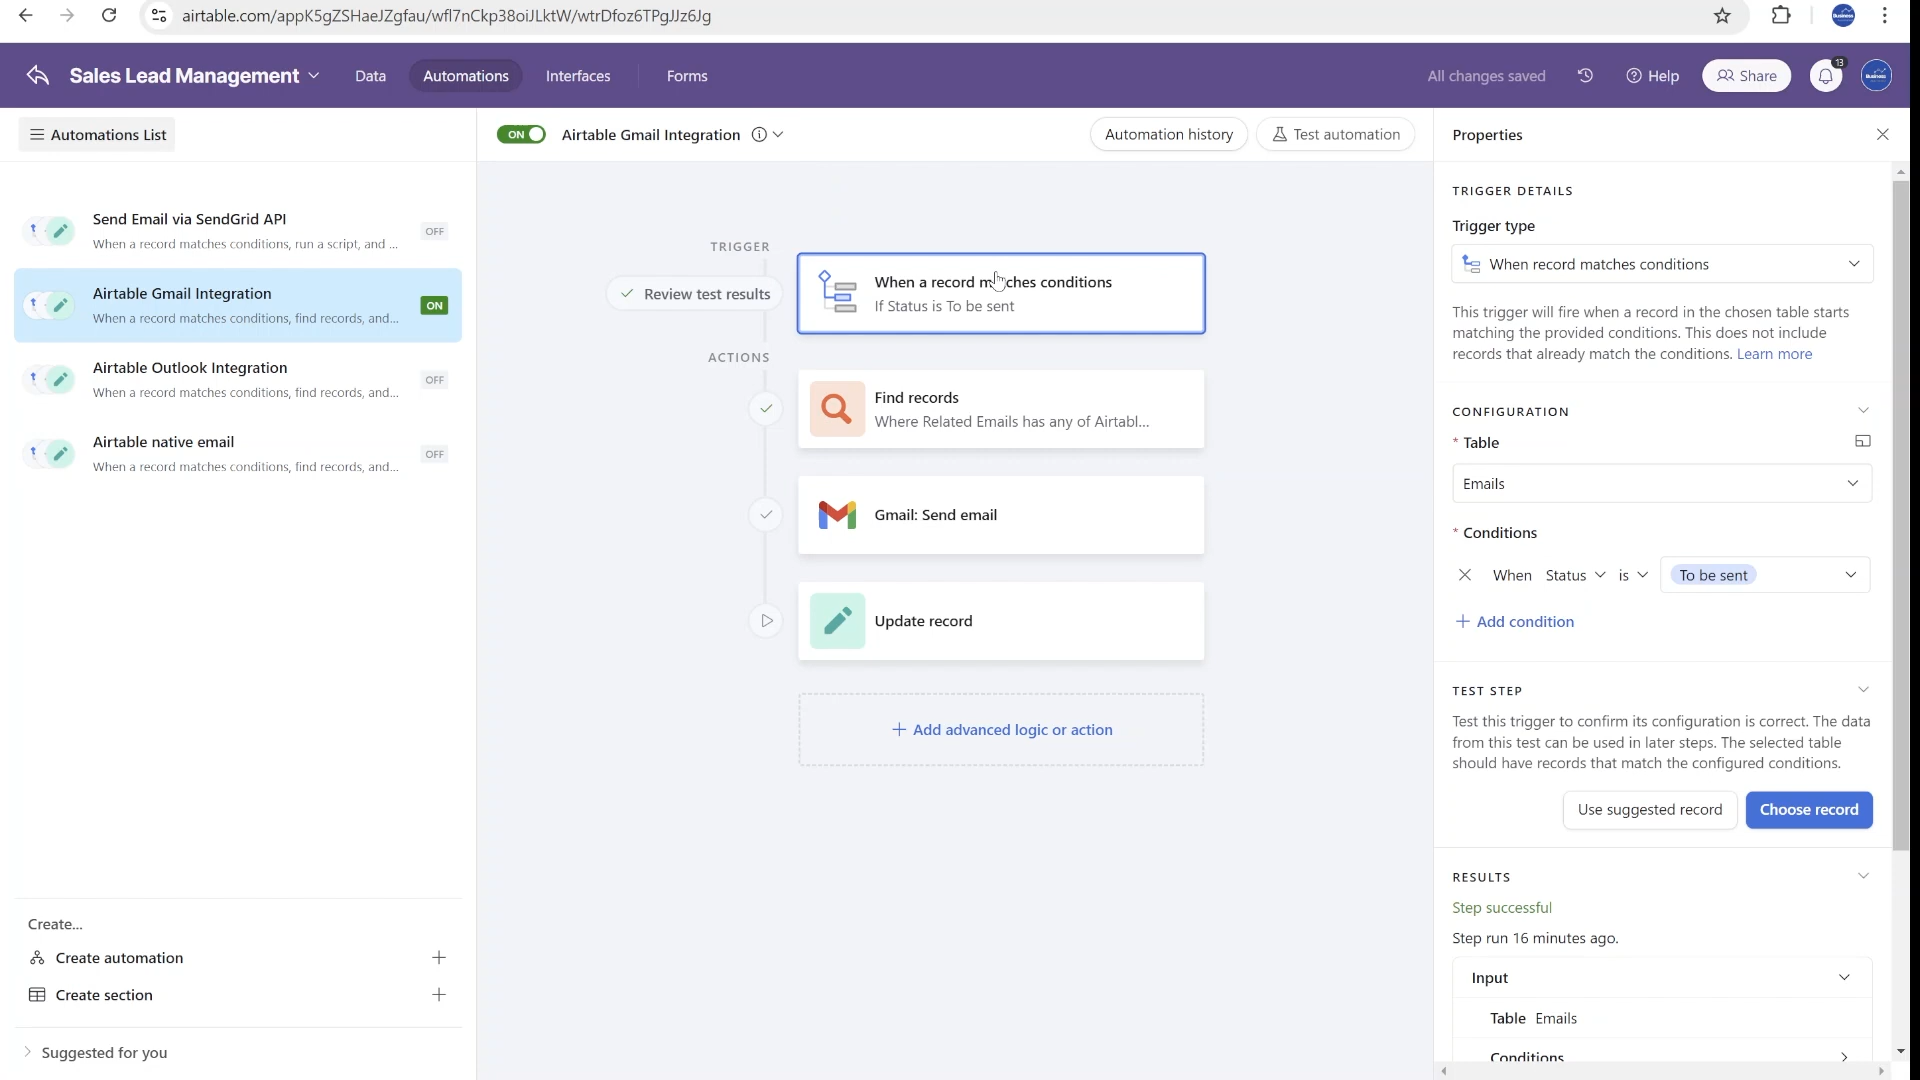 airtable.com/appK5gZSHaeJZgfau/wfl7nCkp38oiJLktW/wtrDfoz6TPgJJz6Jg
Sales Lead Management
Data
Automations
Interfaces
Forms
All changes saved
Help
Share
13
Automations List
ON
Airtable Gmail Integration
Automation history
Test automation
Properties
Send Email via SendGrid API
When a record matches conditions, run a script, and ...
OFF
Airtable Gmail Integration
When a record matches conditions, find records, and...
ON
Airtable Outlook Integration
When a record matches conditions, find records, and...
OFF
Airtable native email
When a record matches conditions, find records, and...
OFF
Create...
Create automation
Create section
Suggested for you
TRIGGER
Review test results
When a record matches conditions
If Status is To be sent
ACTIONS
Find records
Where Related Emails has any of Airtabl...
Gmail: Send email
Update record
+ Add advanced logic or action
TRIGGER DETAILS
Trigger type
When record matches conditions
This trigger will fire when a record in the chosen table starts
matching the provided conditions. This does not include
records that already match the conditions. Learn more
CONFIGURATION
* Table
Emails
* Conditions
When Status is To be sent
+ Add condition
TEST STEP
Test this trigger to confirm its configuration is correct. The data
from this test can be used in later steps. The selected table
should have records that match the configured conditions.
Use suggested record
Choose record
RESULTS
Step successful
Step run 16 minutes ago.
Input
Table Emails
Conditions